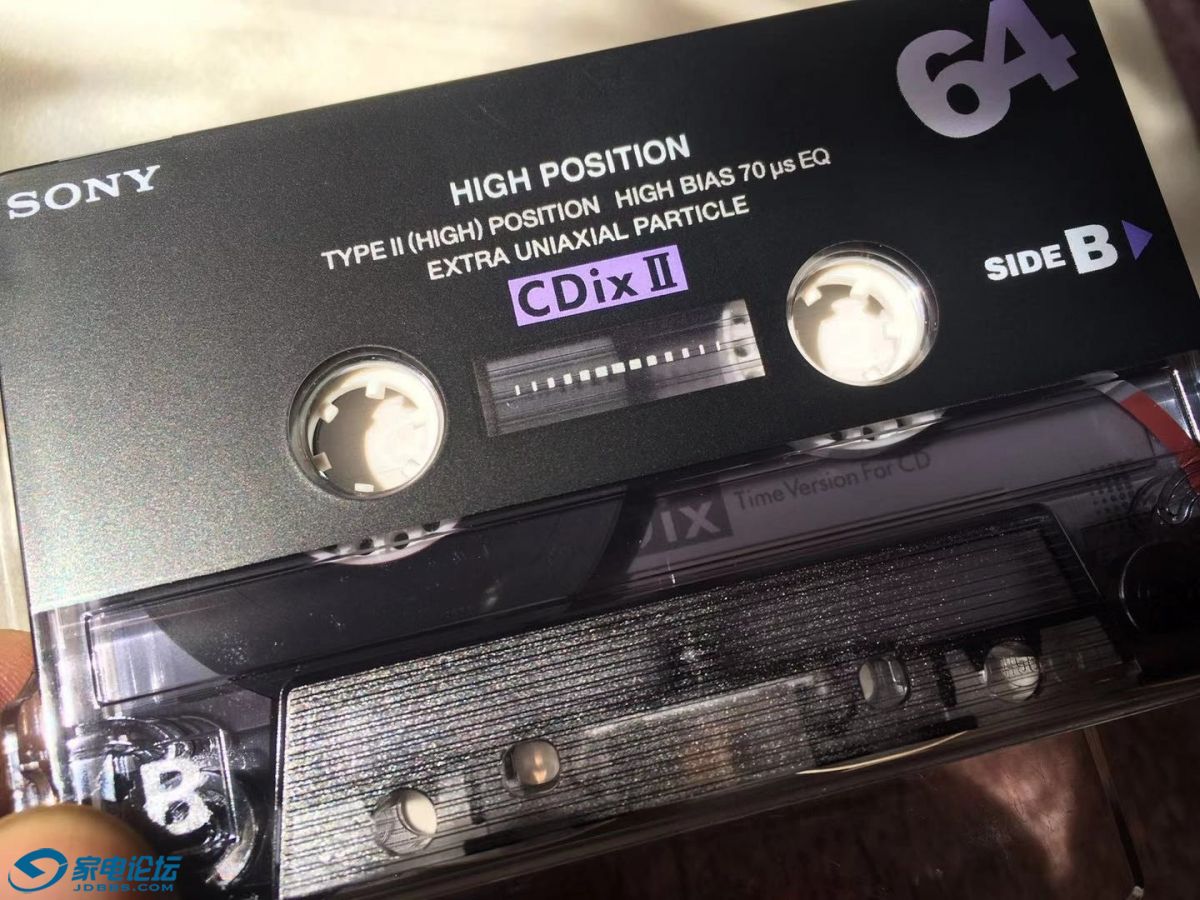 64
SONY
HIGH POSITION
TYPE II (HIGH) POSITION HIGH BIAS 70 µs EQ
EXTRA UNIAXIAL PARTICLE
CDix II
SIDE B
Time Version For CD
B
家电论坛
JDBBS.COM